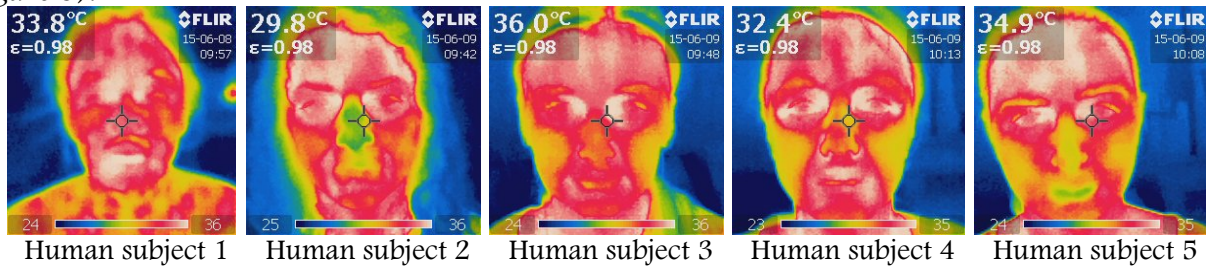 33.8°C
ε=0.98
FLIR
15-06-08
09:57
24
36
29.8°C
ε=0.98
FLIR
15-06-09
09:42
25
36
36.0°C
ε=0.98
FLIR
15-06-09
09:48
24
36
32.4°C
ε=0.98
FLIR
15-06-09
10:13
23
35
34.9°C
ε=0.98
FLIR
15-06-09
10:08
24
35
Human subject 1
Human subject 2
Human subject 3
Human subject 4
Human subject 5